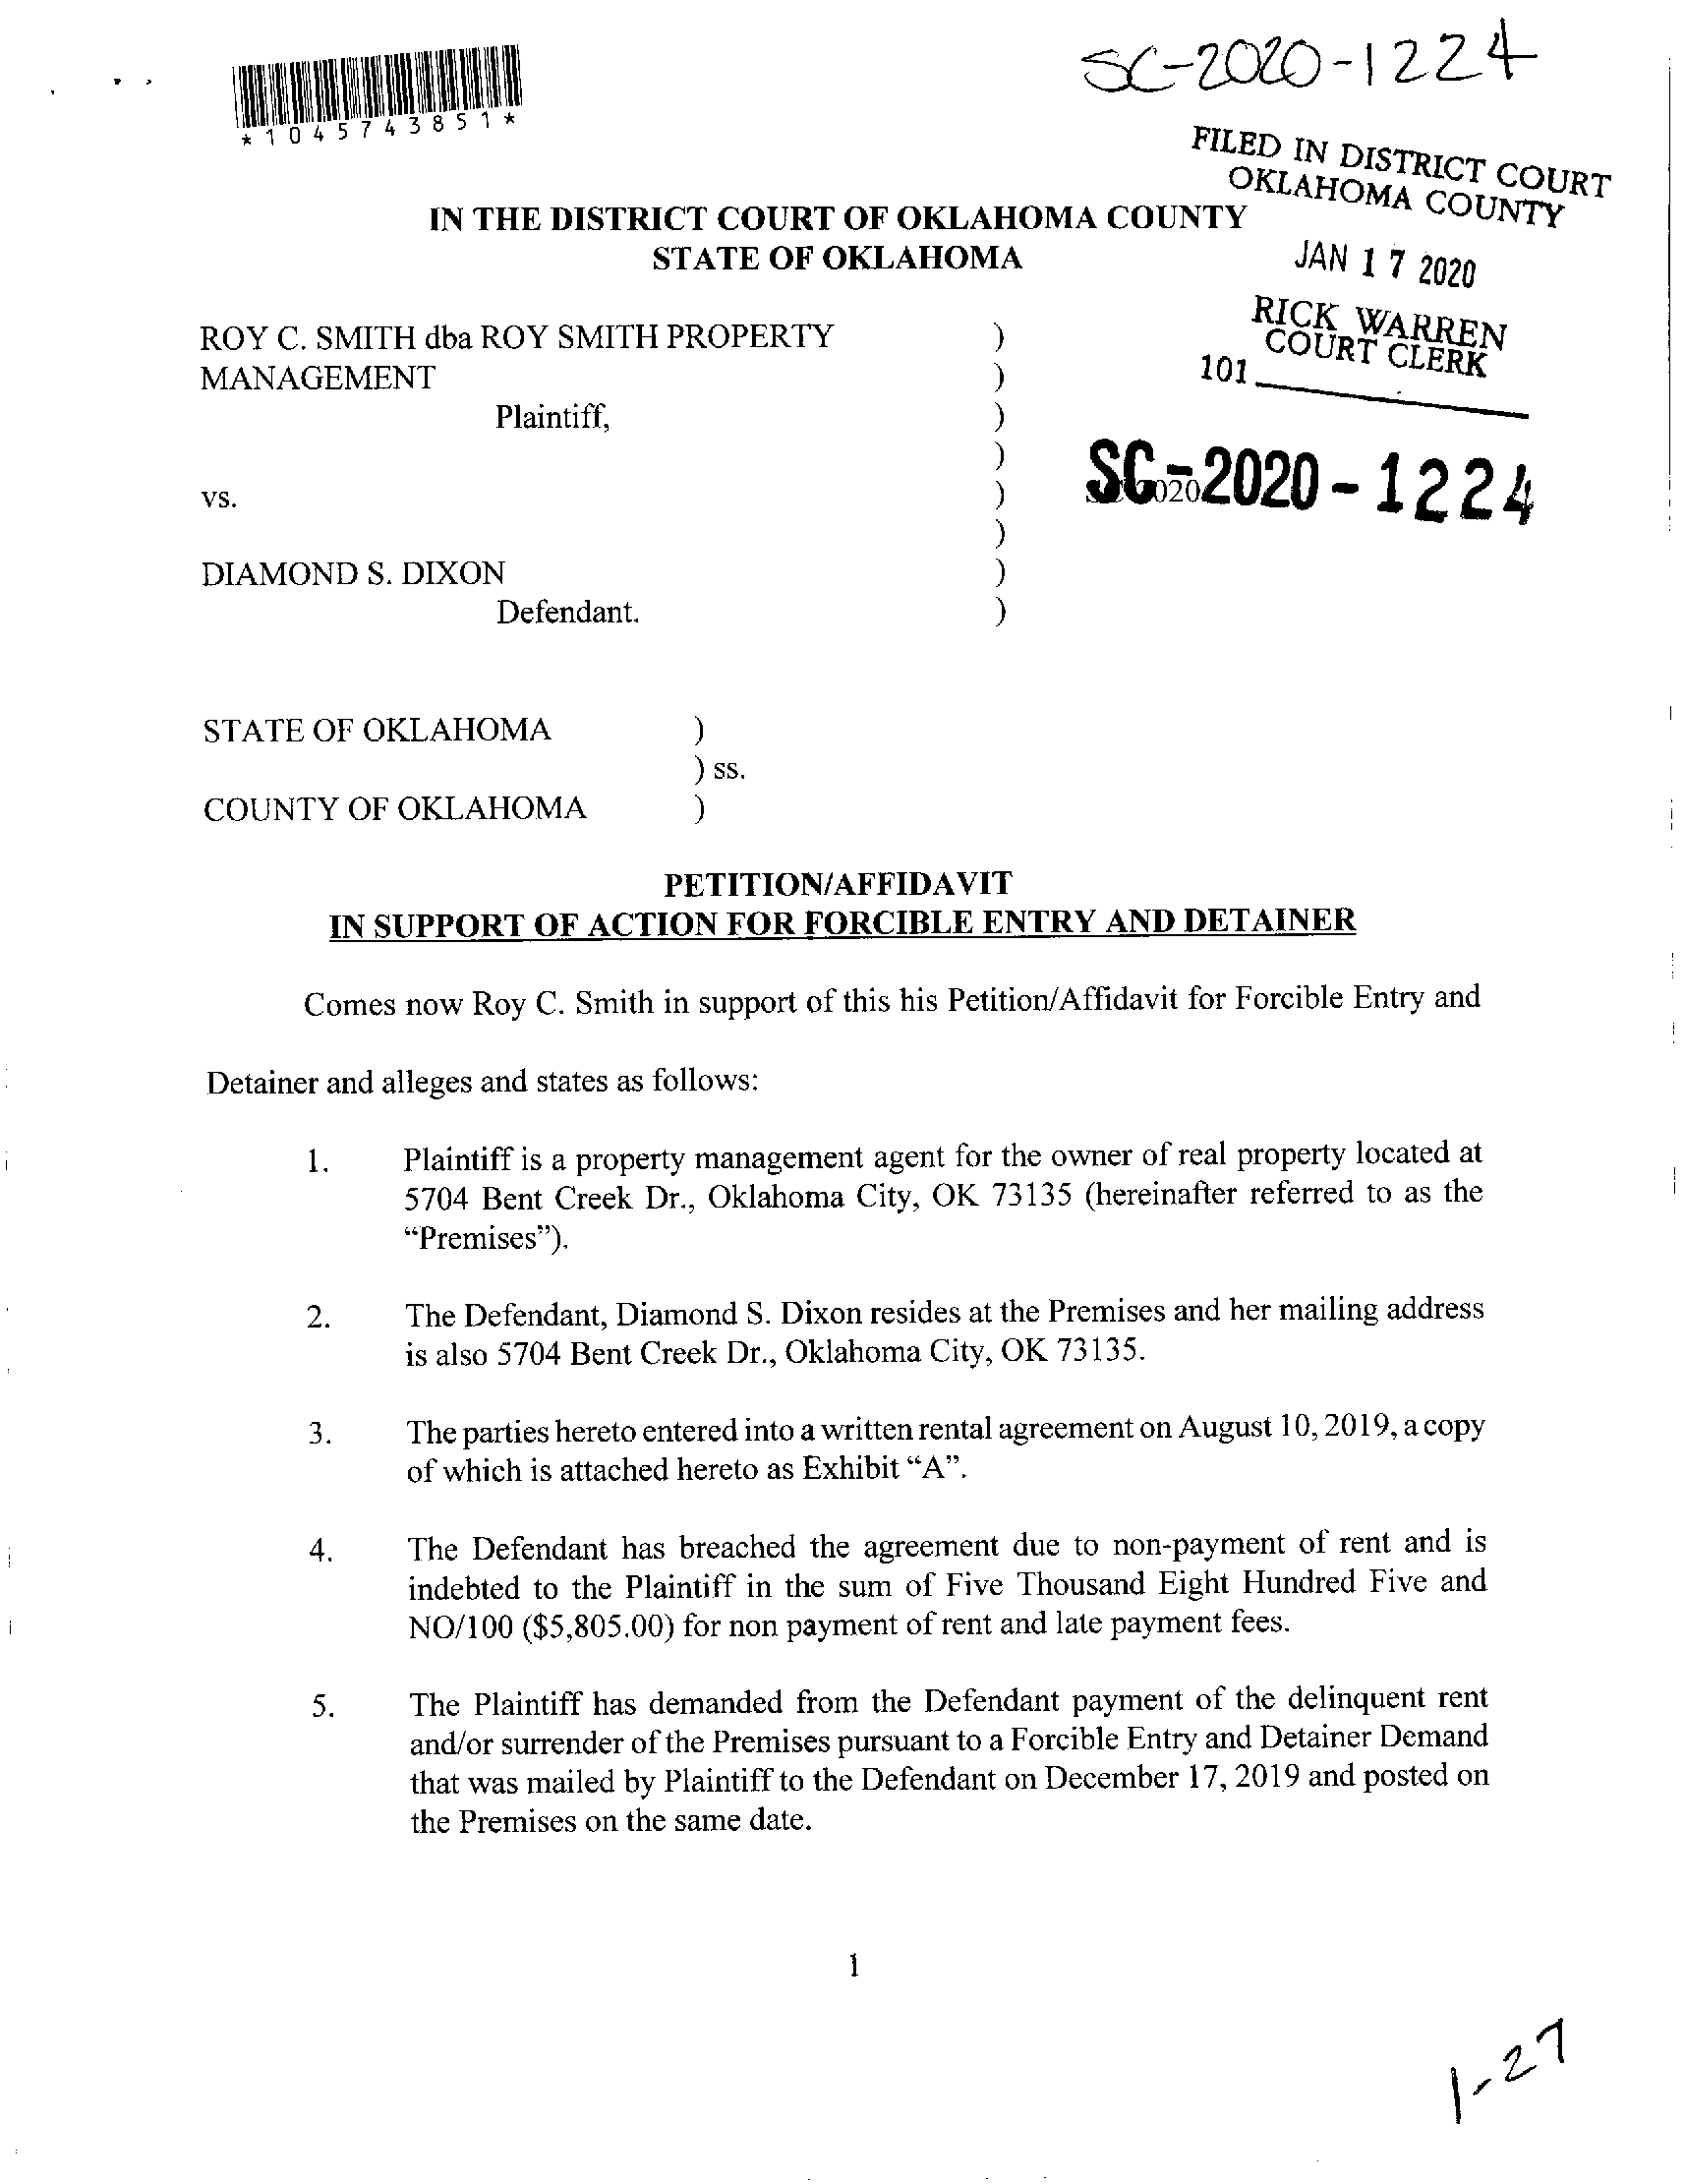 SC-2020-1224
*1045743851*
FILED IN DISTRICT COURT
OKLAHOMA COUNTY
IN THE DISTRICT COURT OF OKLAHOMA COUNTY
STATE OF OKLAHOMA
JAN 17 2020
RICK WARREN
COURT CLERK
101
ROY C. SMITH dba ROY SMITH PROPERTY )
MANAGEMENT )
Plaintiff, )
)
vs. )
SC-2020-1224
)
DIAMOND S. DIXON )
Defendant. )
STATE OF OKLAHOMA )
) ss.
COUNTY OF OKLAHOMA )
PETITION/AFFIDAVIT
IN SUPPORT OF ACTION FOR FORCIBLE ENTRY AND DETAINER
Comes now Roy C. Smith in support of this his Petition/Affidavit for Forcible Entry and
Detainer and alleges and states as follows:
1. Plaintiff is a property management agent for the owner of real property located at
5704 Bent Creek Dr., Oklahoma City, OK 73135 (hereinafter referred to as the
“Premises”).
2. The Defendant, Diamond S. Dixon resides at the Premises and her mailing address
is also 5704 Bent Creek Dr., Oklahoma City, OK 73135.
3. The parties hereto entered into a written rental agreement on August 10, 2019, a copy
of which is attached hereto as Exhibit “A”.
4. The Defendant has breached the agreement due to non-payment of rent and is
indebted to the Plaintiff in the sum of Five Thousand Eight Hundred Five and
NO/100 ($5,805.00) for non payment of rent and late payment fees.
5. The Plaintiff has demanded from the Defendant payment of the delinquent rent
and/or surrender of the Premises pursuant to a Forcible Entry and Detainer Demand
that was mailed by Plaintiff to the Defendant on December 17, 2019 and posted on
the Premises on the same date.
1
1-27